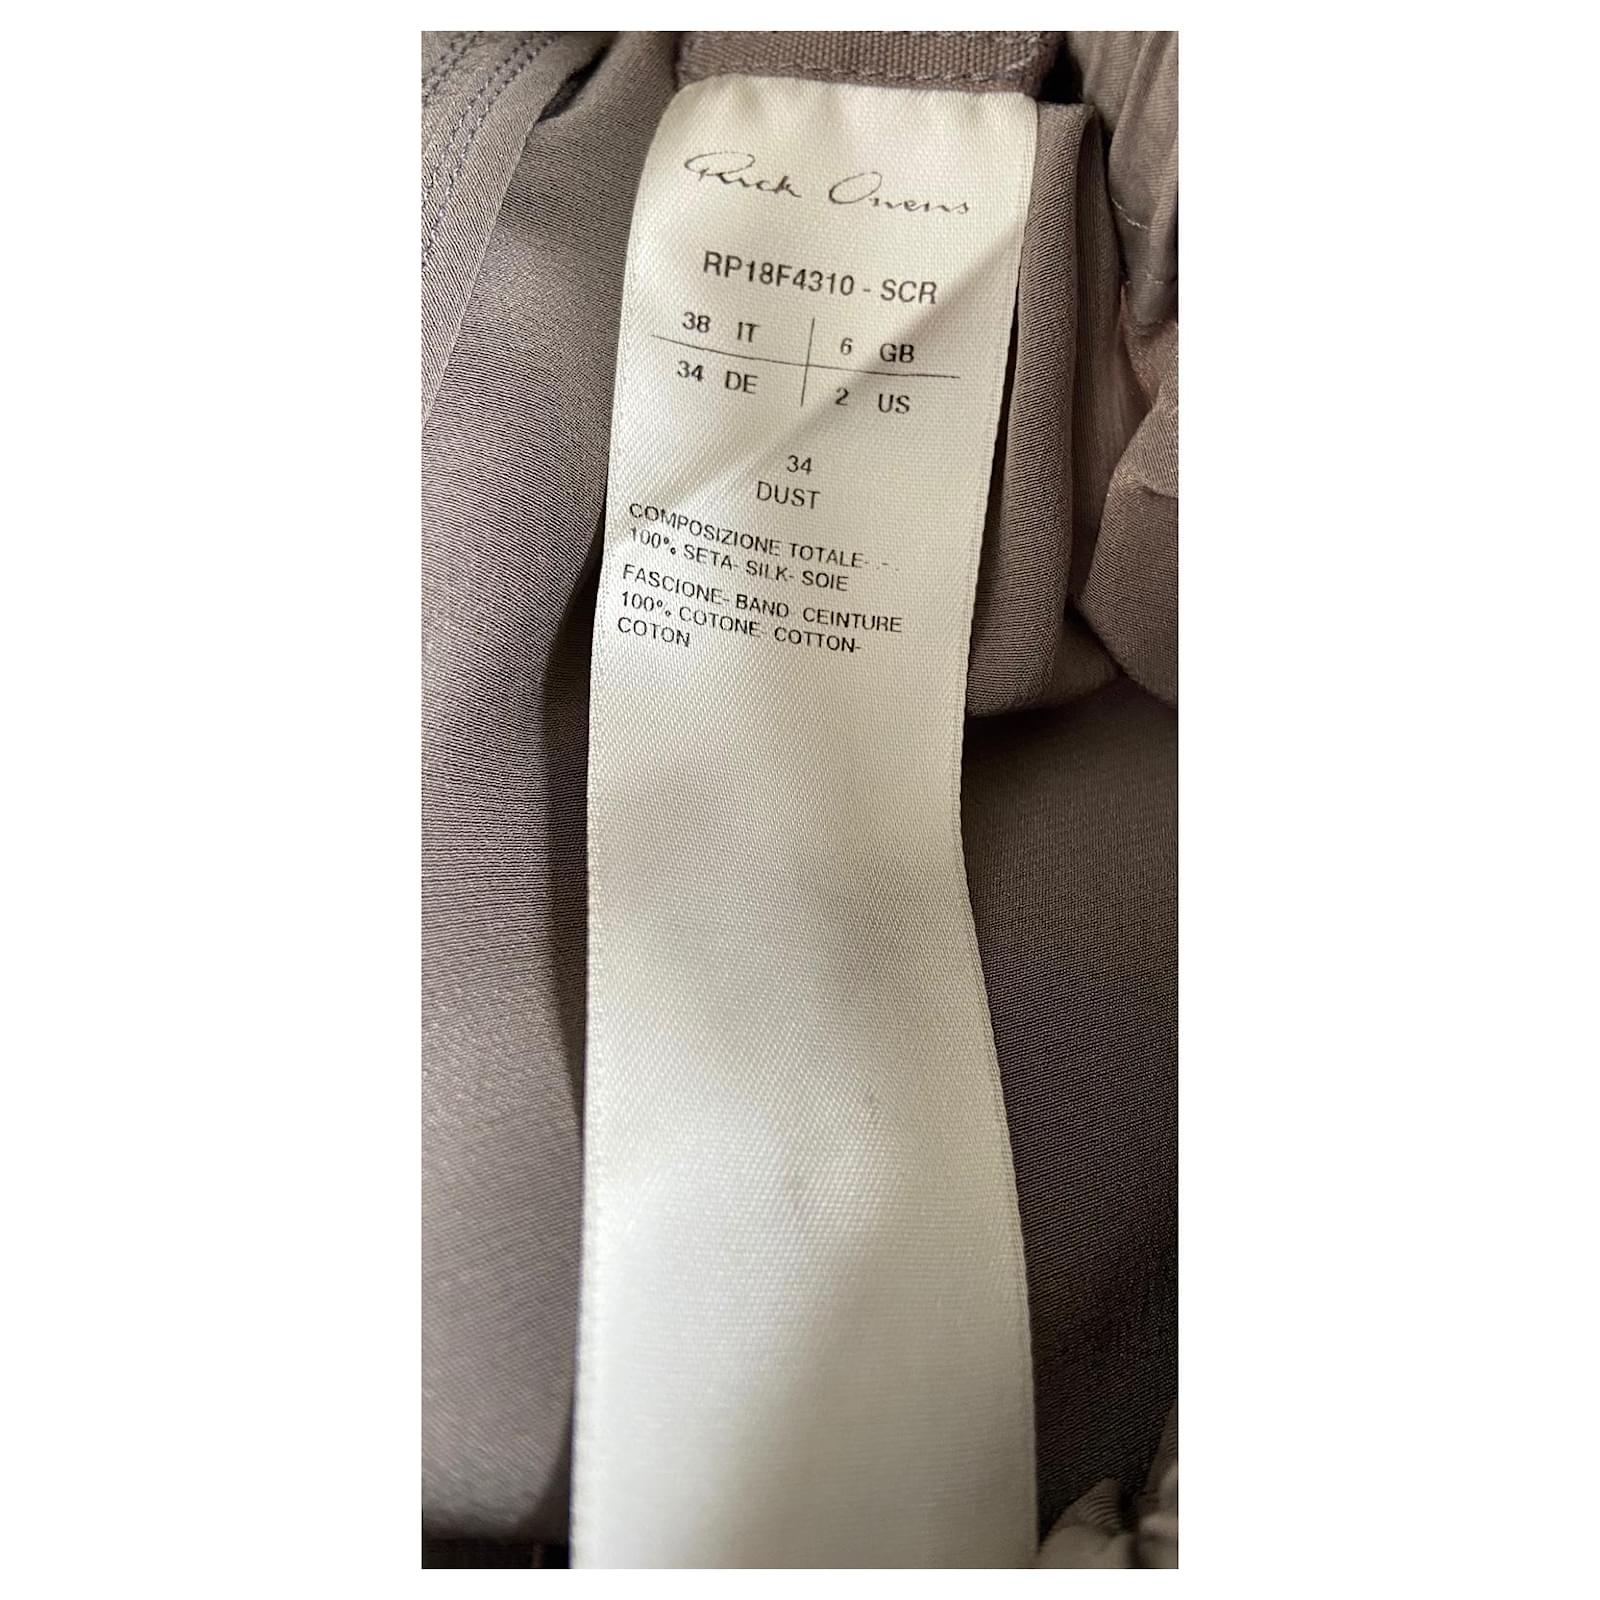 Rick Owens
RP18F4310 - SCR
38 IT 6 GB
34 DE 2 US
34
DUST
COMPOSIZIONE TOTALE- - -
100% SETA- SILK- SOIE
FASCIONE- BAND CEINTURE
100% COTONE- COTTON-
COTON